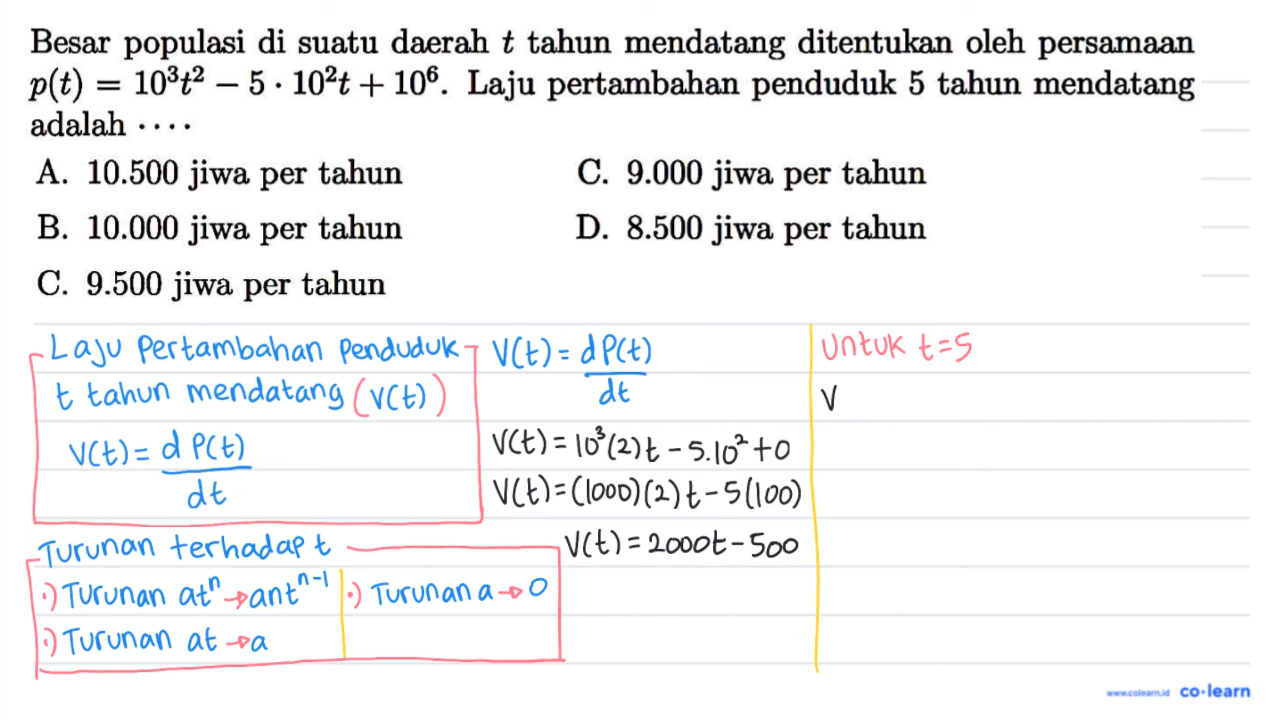 Besar populasi di suatu daerah t tahun mendatang ditentukan oleh persamaan
p(t) = 10³t² − 5 · 10²t + 10⁶. Laju pertambahan penduduk 5 tahun mendatang
adalah ····
A. 10.500 jiwa per tahun
B. 10.000 jiwa per tahun
C. 9.500 jiwa per tahun
C. 9.000 jiwa per tahun
D. 8.500 jiwa per tahun
Laju Pertambahan Penduduk
t tahun mendatang (V(t))
V(t) = d P(t)
dt
Turunan terhadap t
·) Turunan atⁿ → antⁿ⁻¹
·) Turunan at → a
·) Turunan a → 0
V(t) = d P(t)
dt
V(t) = 10³(2)t − 5.10² + 0
V(t) = (1000)(2)t − 5(100)
V(t) = 2000t − 500
Untuk t = 5
V
www.colearn.id co·learn